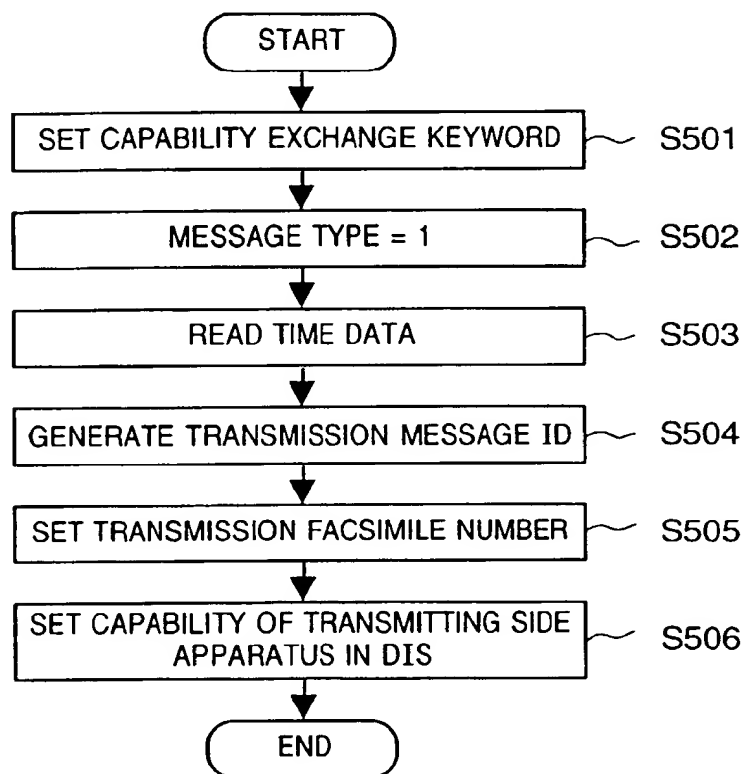 START
SET CAPABILITY EXCHANGE KEYWORD S501
MESSAGE TYPE = 1 S502
READ TIME DATA S503
GENERATE TRANSMISSION MESSAGE ID S504
SET TRANSMISSION FACSIMILE NUMBER S505
SET CAPABILITY OF TRANSMITTING SIDE
APPARATUS IN DIS S506
END